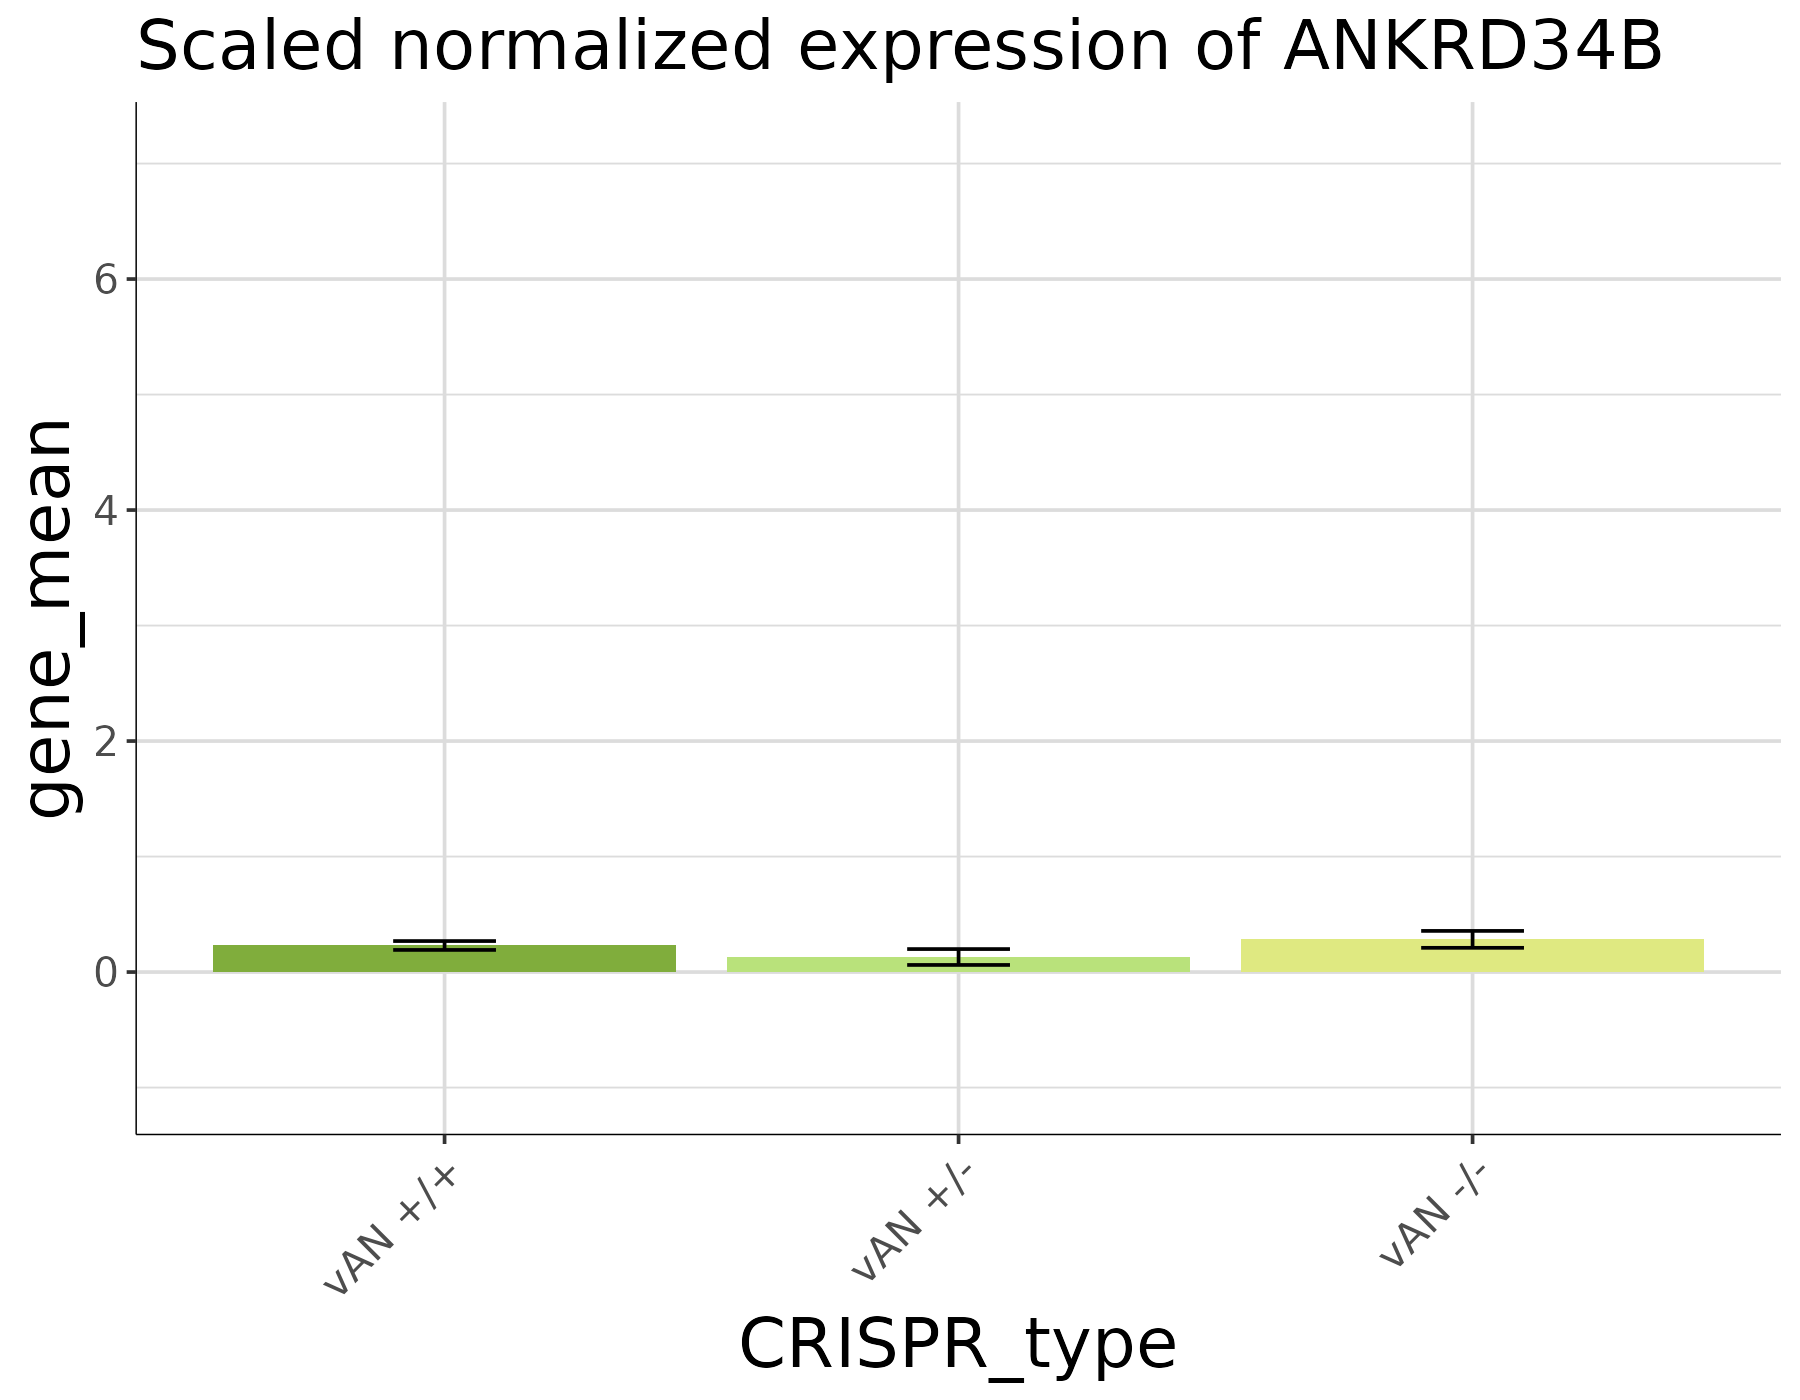 Scaled normalized expression of ANKRD34B
gene_mean
6
4
2
0
vAN +/+
vAN +/-
vAN -/-
CRISPR_type